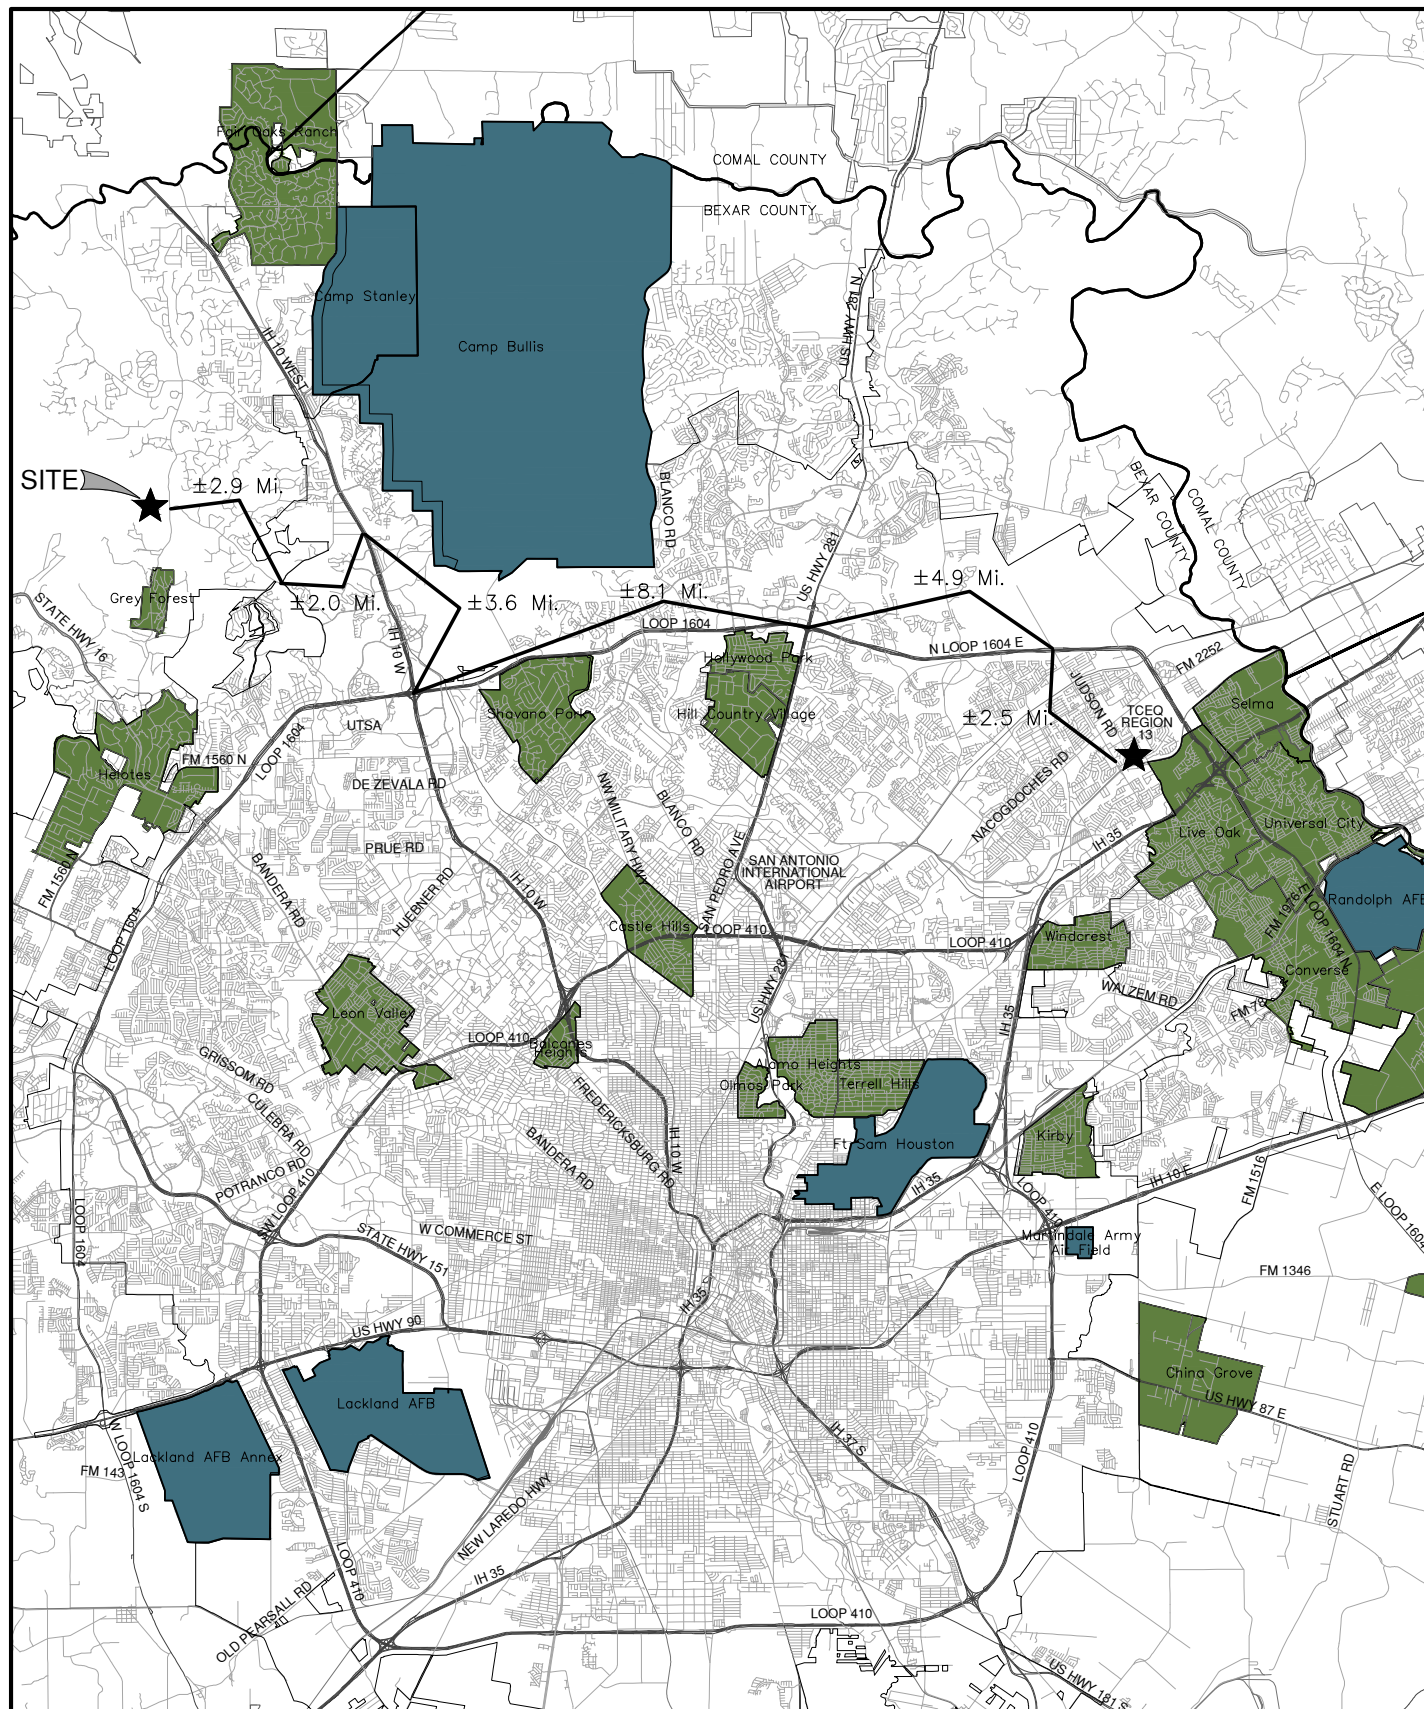 Fair Oaks Ranch
COMAL COUNTY
BEXAR COUNTY
Camp Stanley
Camp Bullis
IH 10 WEST
US HWY 281 N
SITE
±2.9 Mi.
BLANCO RD
BEXAR COUNTY
COMAL COUNTY
US HWY 281
±4.9 Mi.
Grey Forest
±2.0 Mi.
±3.6 Mi.
±8.1 Mi.
STATE HWY 16
IH 10 W
LOOP 1604
N LOOP 1604 E
FM 2252
Hollywood Park
JUDSON RD
Shavano Park
Hill Country Village
±2.5 Mi.
TCEQ
REGION
13
Selma
UTSA
LOOP 1604
FM 1560 N
Helotes
DE ZEVALA RD
NW MILITARY HWY
BLANCO RD
NACOGDOCHES RD
IH 35
Live Oak
Universal City
PRUE RD
BANDERA RD
HUEBNER RD
IH 10 W
SAN PEDRO AVE
SAN ANTONIO
INTERNATIONAL
AIRPORT
FM 1560 N
Randolph AFB
FM 1976
E LOOP 1604 N
LOOP 1604
Castle Hills
LOOP 410
LOOP 410
Windcrest
Converse
US HWY 281
WALZEM RD
FM 78
Leon Valley
LOOP 410
Balcones
Heights
IH 35
GRISSOM RD
Alamo Heights
Olmos Park
Terrell Hills
CULEBRA RD
FREDERICKSBURG RD
BANDERA RD
IH 10 W
Ft. Sam Houston
Kirby
POTRANCO RD
SW LOOP 410
IH 35
LOOP 410
IH 10 E
FM 1516
E LOOP 1604
LOOP 1604
STATE HWY 151
W COMMERCE ST
Martindale Army
Air Field
FM 1346
IH 35
US HWY 90
China Grove
US HWY 87 E
Lackland AFB
Lackland AFB Annex
FM 143
W LOOP 1604 S
IH 37 S
LOOP 410
STUART RD
NEW LAREDO HWY
LOOP 410
IH 35
OLD PEARSALL RD
LOOP 410
US HWY 181 S